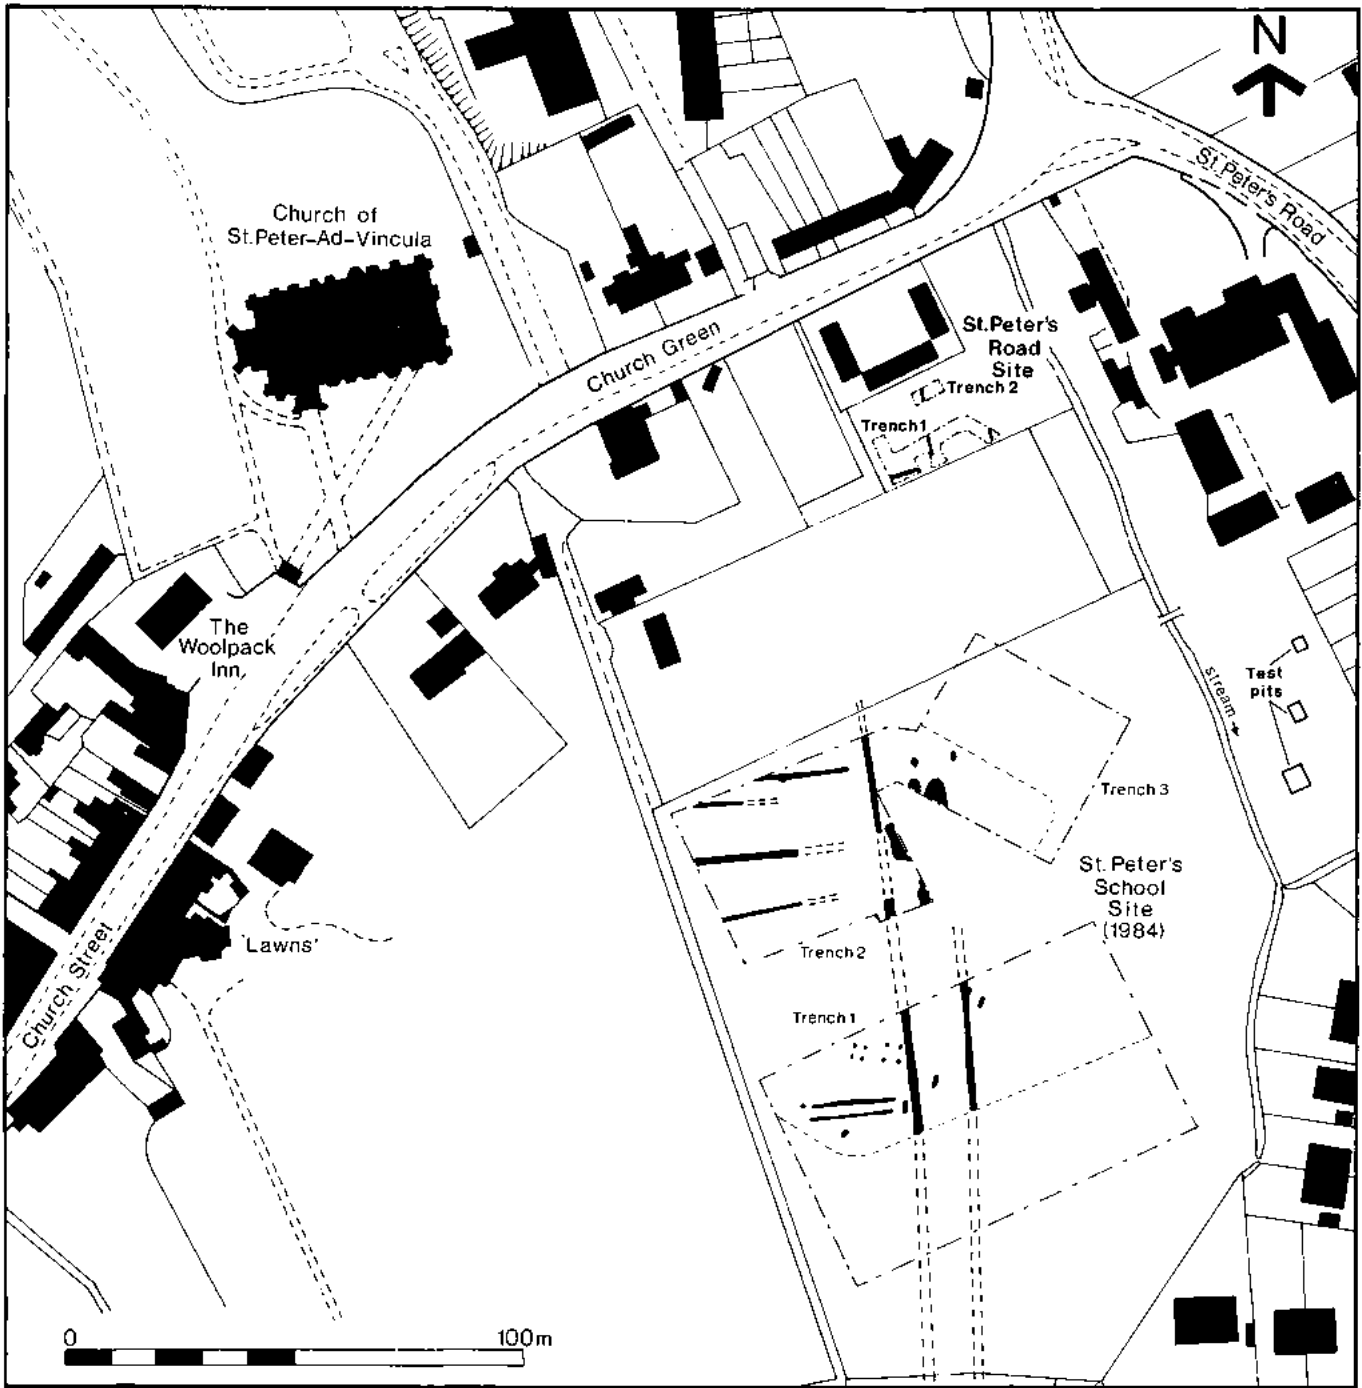 N
St. Peter's Road
Church of
St. Peter-Ad-Vincula
Church Green
St. Peter's
Road
Site
Trench 2
Trench 1
The
Woolpack
Inn
Test
pits
stream
Trench 3
St. Peter's
School
Site
(1984)
Trench 2
'Lawns'
Trench 1
Church Street
0 100m